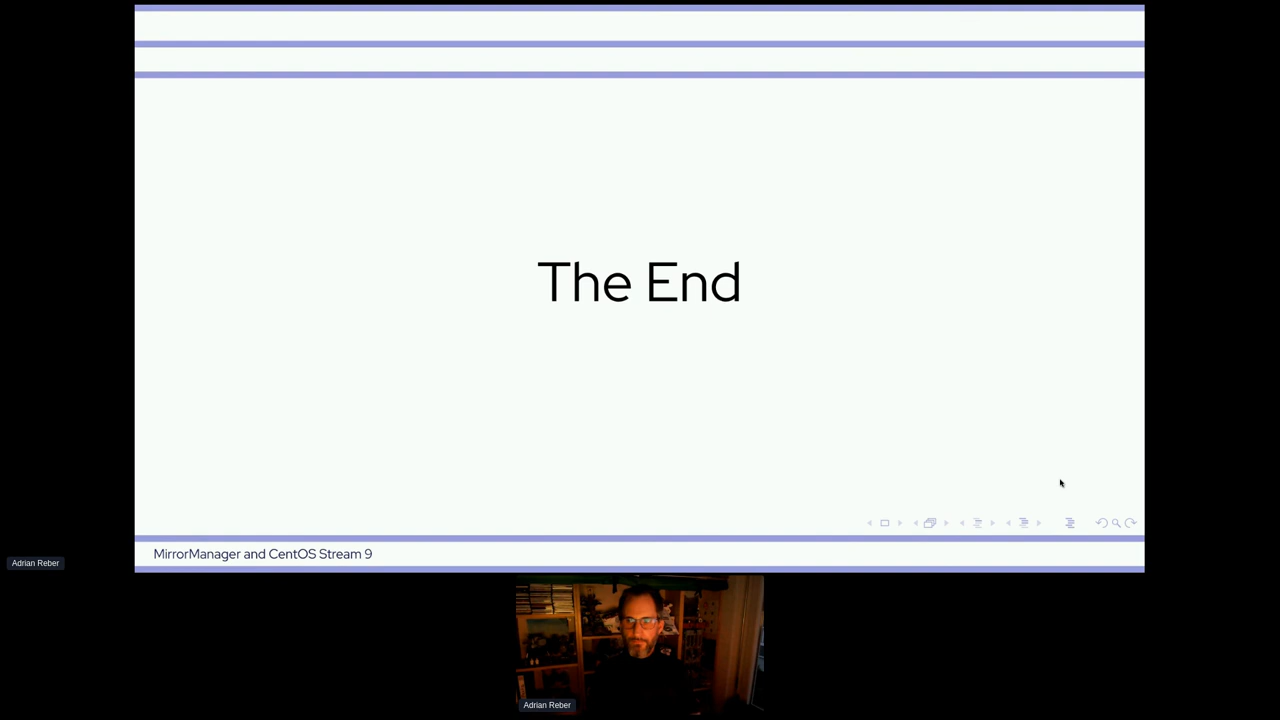 The End
MirrorManager and CentOS Stream 9
Adrian Reber
Adrian Reber